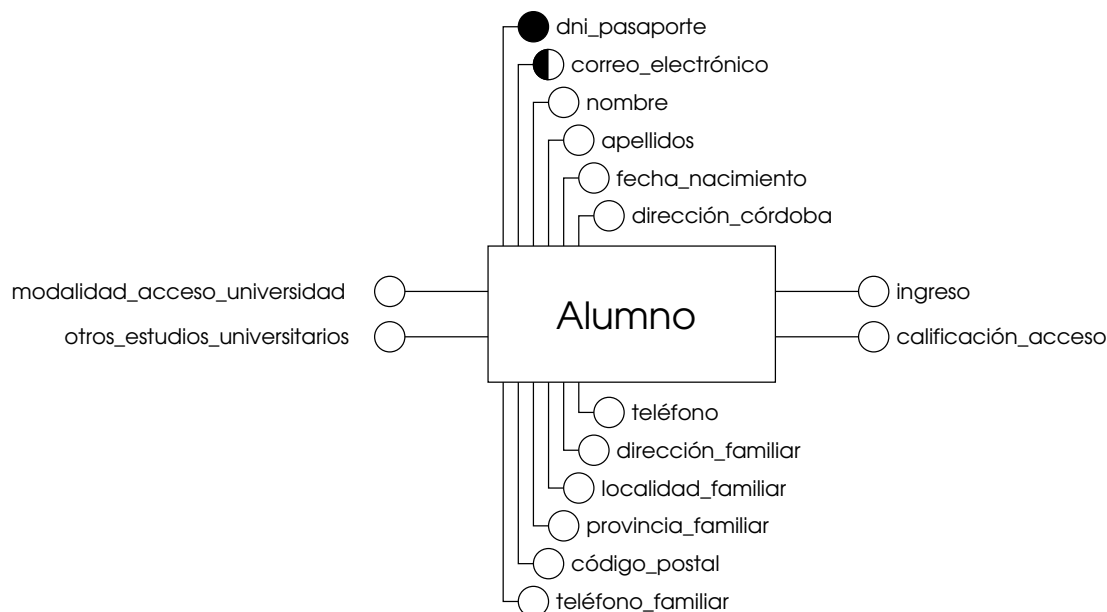 dni_pasaporte
correo_electrónico
nombre
apellidos
fecha_nacimiento
dirección_córdoba
modalidad_acceso_universidad
ingreso
Alumno
otros_estudios_universitarios
calificación_acceso
teléfono
dirección_familiar
localidad_familiar
provincia_familiar
código_postal
teléfono_familiar